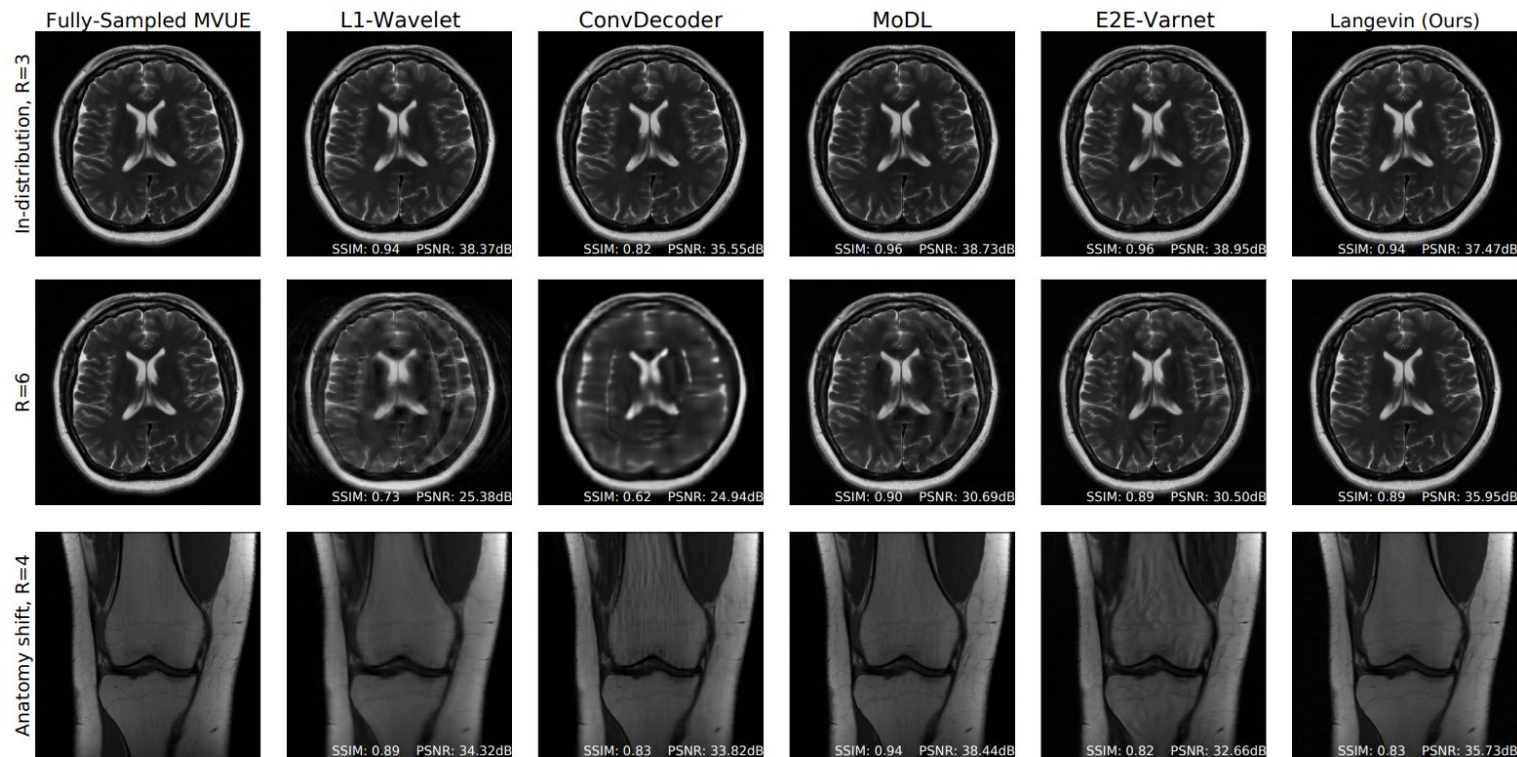 Fully-Sampled MVUE L1-Wavelet ConvDecoder MoDL E2E-Varnet Langevin (Ours)
In-distribution, R=3
SSIM: 0.94 PSNR: 38.37dB SSIM: 0.82 PSNR: 35.55dB SSIM: 0.96 PSNR: 38.73dB SSIM: 0.96 PSNR: 38.95dB SSIM: 0.94 PSNR: 37.47dB
R=6
SSIM: 0.73 PSNR: 25.38dB SSIM: 0.62 PSNR: 24.94dB SSIM: 0.90 PSNR: 30.69dB SSIM: 0.89 PSNR: 30.50dB SSIM: 0.89 PSNR: 35.95dB
Anatomy shift, R=4
SSIM: 0.89 PSNR: 34.32dB SSIM: 0.83 PSNR: 33.82dB SSIM: 0.94 PSNR: 38.44dB SSIM: 0.82 PSNR: 32.66dB SSIM: 0.83 PSNR: 35.73dB